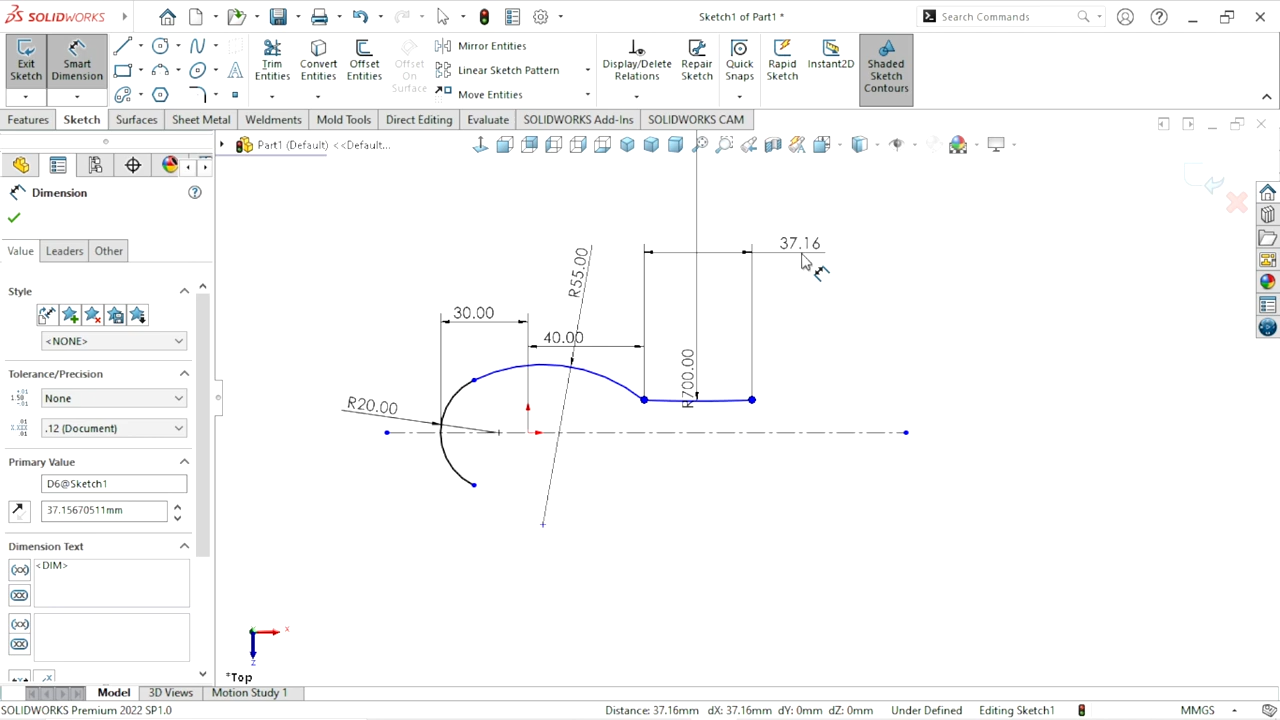 SOLIDWORKS
Sketch1 of Part1 *
Search Commands
Exit Sketch
Smart Dimension
Trim Entities
Convert Entities
Offset Entities
Offset On Surface
Mirror Entities
Linear Sketch Pattern
Move Entities
Display/Delete Relations
Repair Sketch
Quick Snaps
Rapid Sketch
Instant2D
Shaded Sketch Contours
Features
Sketch
Surfaces
Sheet Metal
Weldments
Mold Tools
Direct Editing
Evaluate
SOLIDWORKS Add-Ins
SOLIDWORKS CAM
Part1 (Default) <<Default...
Dimension
Value
Leaders
Other
Style
<NONE>
Tolerance/Precision
None
.12 (Document)
Primary Value
D6@Sketch1
37.15670511mm
Dimension Text
<DIM>
37.16
R55.00
30.00
40.00
R700.00
R20.00
x
z
*Top
Model
3D Views
Motion Study 1
SOLIDWORKS Premium 2022 SP1.0
Distance: 37.16mm
dX: 37.16mm dY: 0mm dZ: 0mm
Under Defined
Editing Sketch1
MMGS